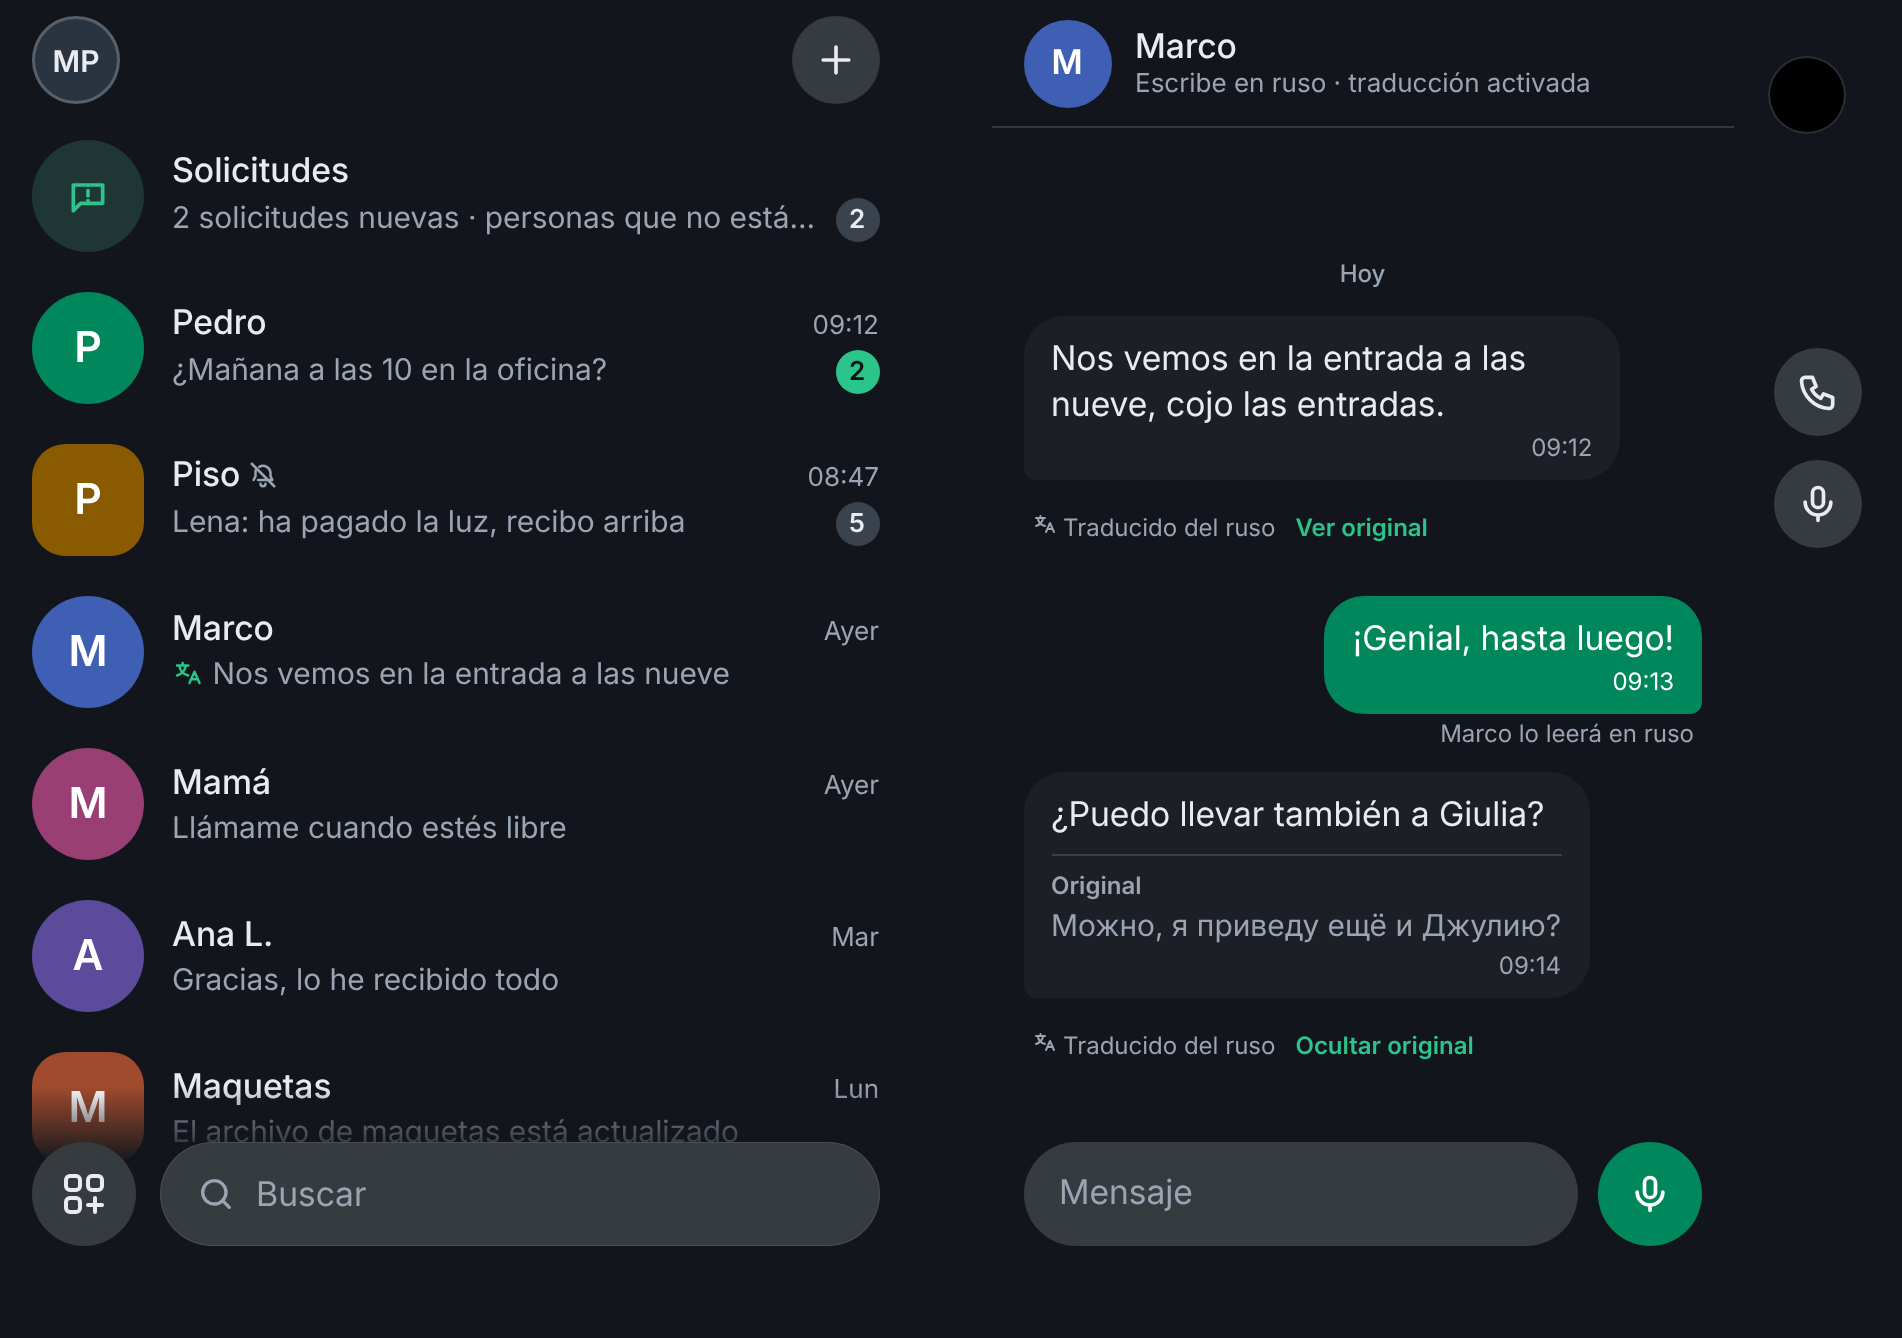 MP
Solicitudes
2 solicitudes nuevas · personas que no está...
2
P
Pedro
09:12
¿Mañana a las 10 en la oficina?
2
P
Piso
08:47
Lena: ha pagado la luz, recibo arriba
5
M
Marco
Ayer
Nos vemos en la entrada a las nueve
M
Mamá
Ayer
Llámame cuando estés libre
A
Ana L.
Mar
Gracias, lo he recibido todo
M
Maquetas
Lun
El archivo de maquetas está actualizado
Buscar
M
Marco
Escribe en ruso · traducción activada
Hoy
Nos vemos en la entrada a las
nueve, cojo las entradas.
09:12
Traducido del ruso Ver original
¡Genial, hasta luego!
09:13
Marco lo leerá en ruso
¿Puedo llevar también a Giulia?
Original
Можно, я приведу ещё и Джулию?
09:14
Traducido del ruso Ocultar original
Mensaje